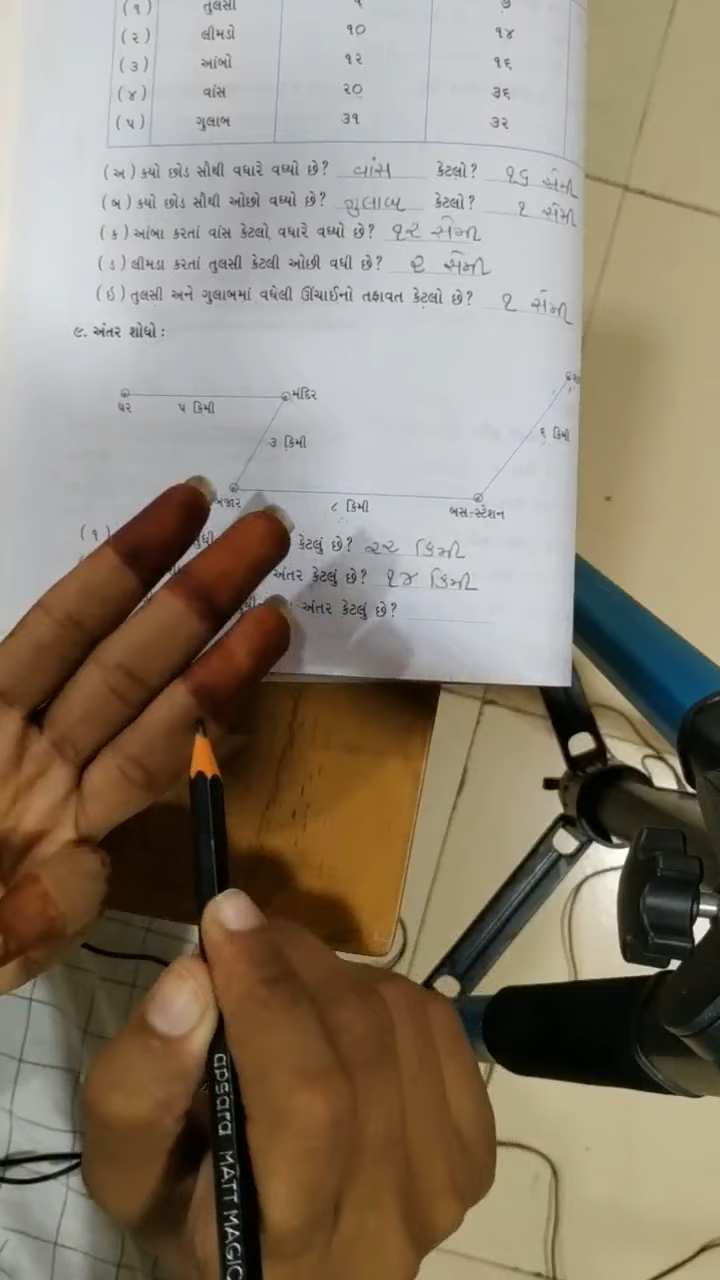 (૧) તુલસી ૫ ૭
(૨) લીમડો ૧૦ ૧૪
(૩) આંબો ૧૨ ૧૬
(૪) વાંસ ૨૦ ૩૬
(૫) ગુલાબ ૩૧ ૩૨
(અ) કયો છોડ સૌથી વધારે વધ્યો છે? વાંસ કેટલો? ૧૬ સેમી
(બ) કયો છોડ સૌથી ઓછો વધ્યો છે? ગુલાબ કેટલો? ૧ સેમી
(ક) આંબા કરતાં વાંસ કેટલો વધારે વધ્યો છે? ૧૨ સેમી
(ડ) લીમડા કરતાં તુલસી કેટલી ઓછી વધી છે? ૨ સેમી
(ઇ) તુલસી અને ગુલાબમાં વધેલી ઊંચાઈનો તફાવત કેટલો છે? ૧ સેમી
૯. અંતર શોધો :
ઘર ૫ કિમી મંદિર
૩ કિમી ૬ કિમી
૮ કિમી બસ-સ્ટેશન
(૧) કેટલું છે? ૨૨ કિમી
અંતર કેટલું છે? ૧૪ કિમી
અંતર કેટલું છે?
apsara MATT MAGIC